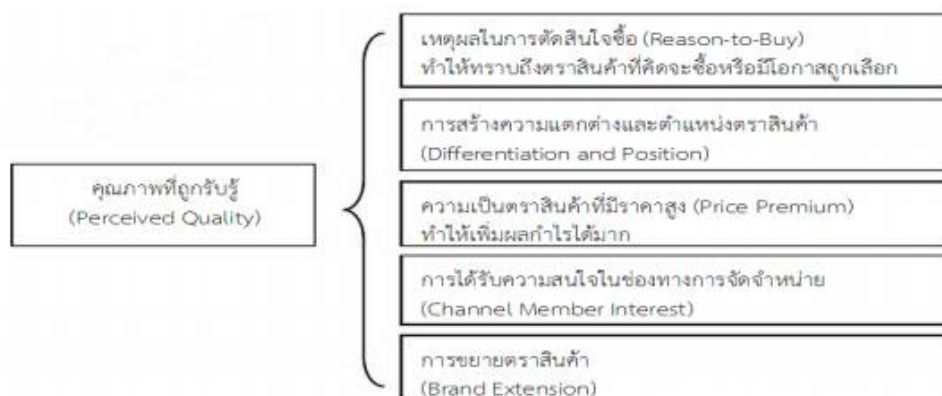 คุณภาพที่ถูกรับรู้
(Perceived Quality)
เหตุผลในการตัดสินใจซื้อ (Reason-to-Buy)
ทำให้ทราบถึงตราสินค้าที่คิดจะซื้อหรือมีโอกาสถูกเลือก
การสร้างความแตกต่างและตำแหน่งตราสินค้า
(Differentiation and Position)
ความเป็นตราสินค้าที่มีราคาสูง (Price Premium)
ทำให้เพิ่มผลกำไรได้มาก
การได้รับความสนใจในช่องทางการจัดจำหน่าย
(Channel Member Interest)
การขยายตราสินค้า
(Brand Extension)